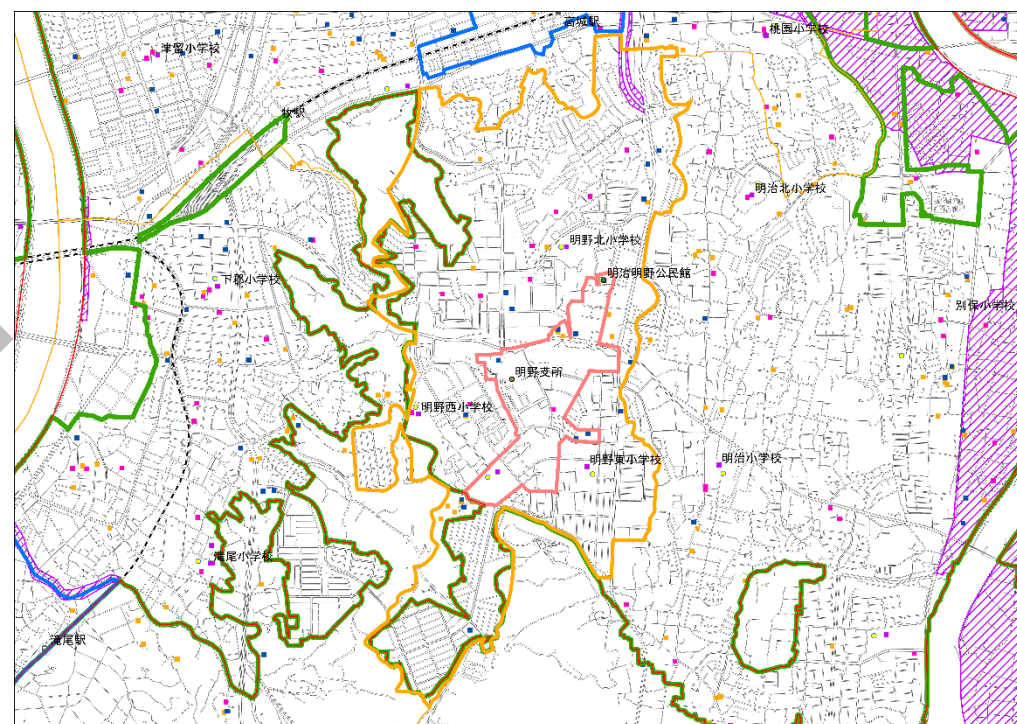 高城駅
桃園小学校
津留小学校
牧駅
明治北小学校
明野北小学校
明治明野公民館
下郡小学校
別保小学校
明野支所
明野西小学校
明野東小学校
明治小学校
滝尾小学校
滝尾駅